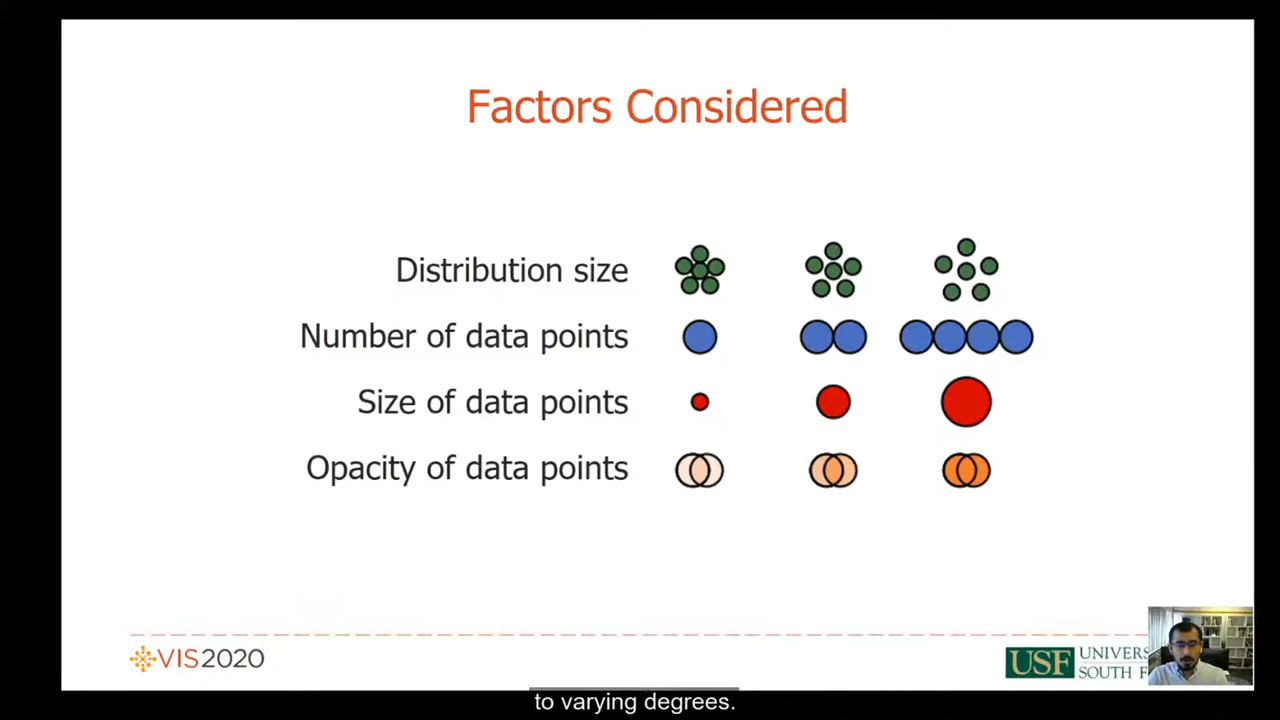 Factors Considered
Distribution size
Number of data points
Size of data points
Opacity of data points
VIS2020
USF
SOUTH
to varying degrees.